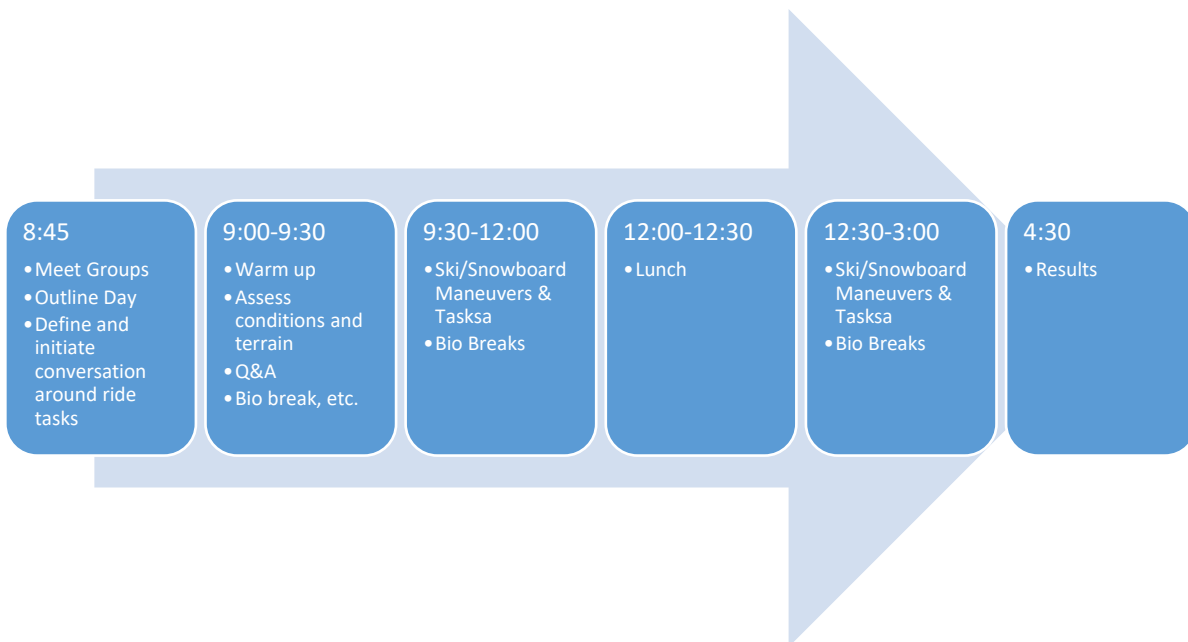 8:45
•Meet Groups
•Outline Day
•Define and
initiate
conversation
around ride
tasks
9:00-9:30
•Warm up
•Assess
conditions and
terrain
•Q&A
•Bio break, etc.
9:30-12:00
•Ski/Snowboard
Maneuvers &
Tasksa
•Bio Breaks
12:00-12:30
•Lunch
12:30-3:00
•Ski/Snowboard
Maneuvers &
Tasksa
•Bio Breaks
4:30
•Results